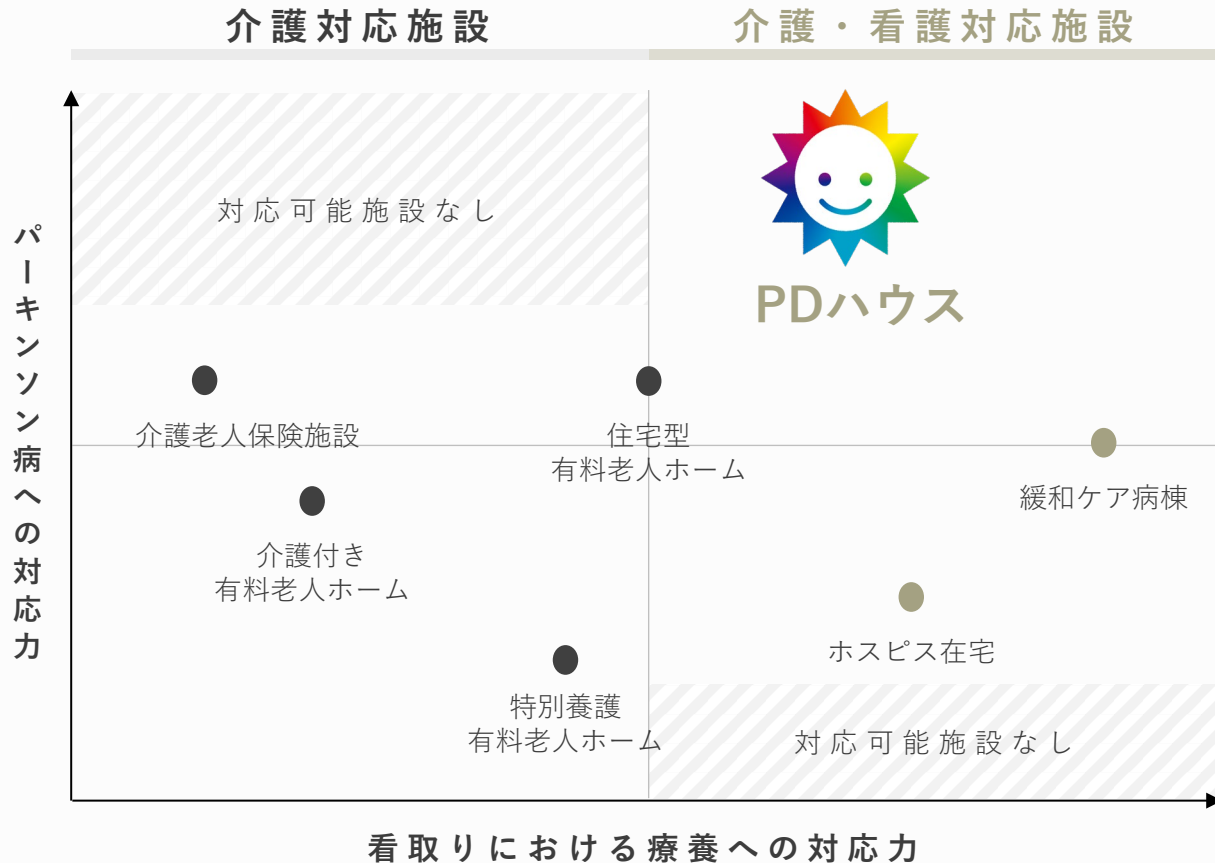 介護対応施設
介護・看護対応施設
対応可能施設なし
PDハウス
パーキンソン病への対応力
介護老人保険施設
住宅型
有料老人ホーム
緩和ケア病棟
介護付き
有料老人ホーム
ホスピス在宅
特別養護
有料老人ホーム
対応可能施設なし
看取りにおける療養への対応力